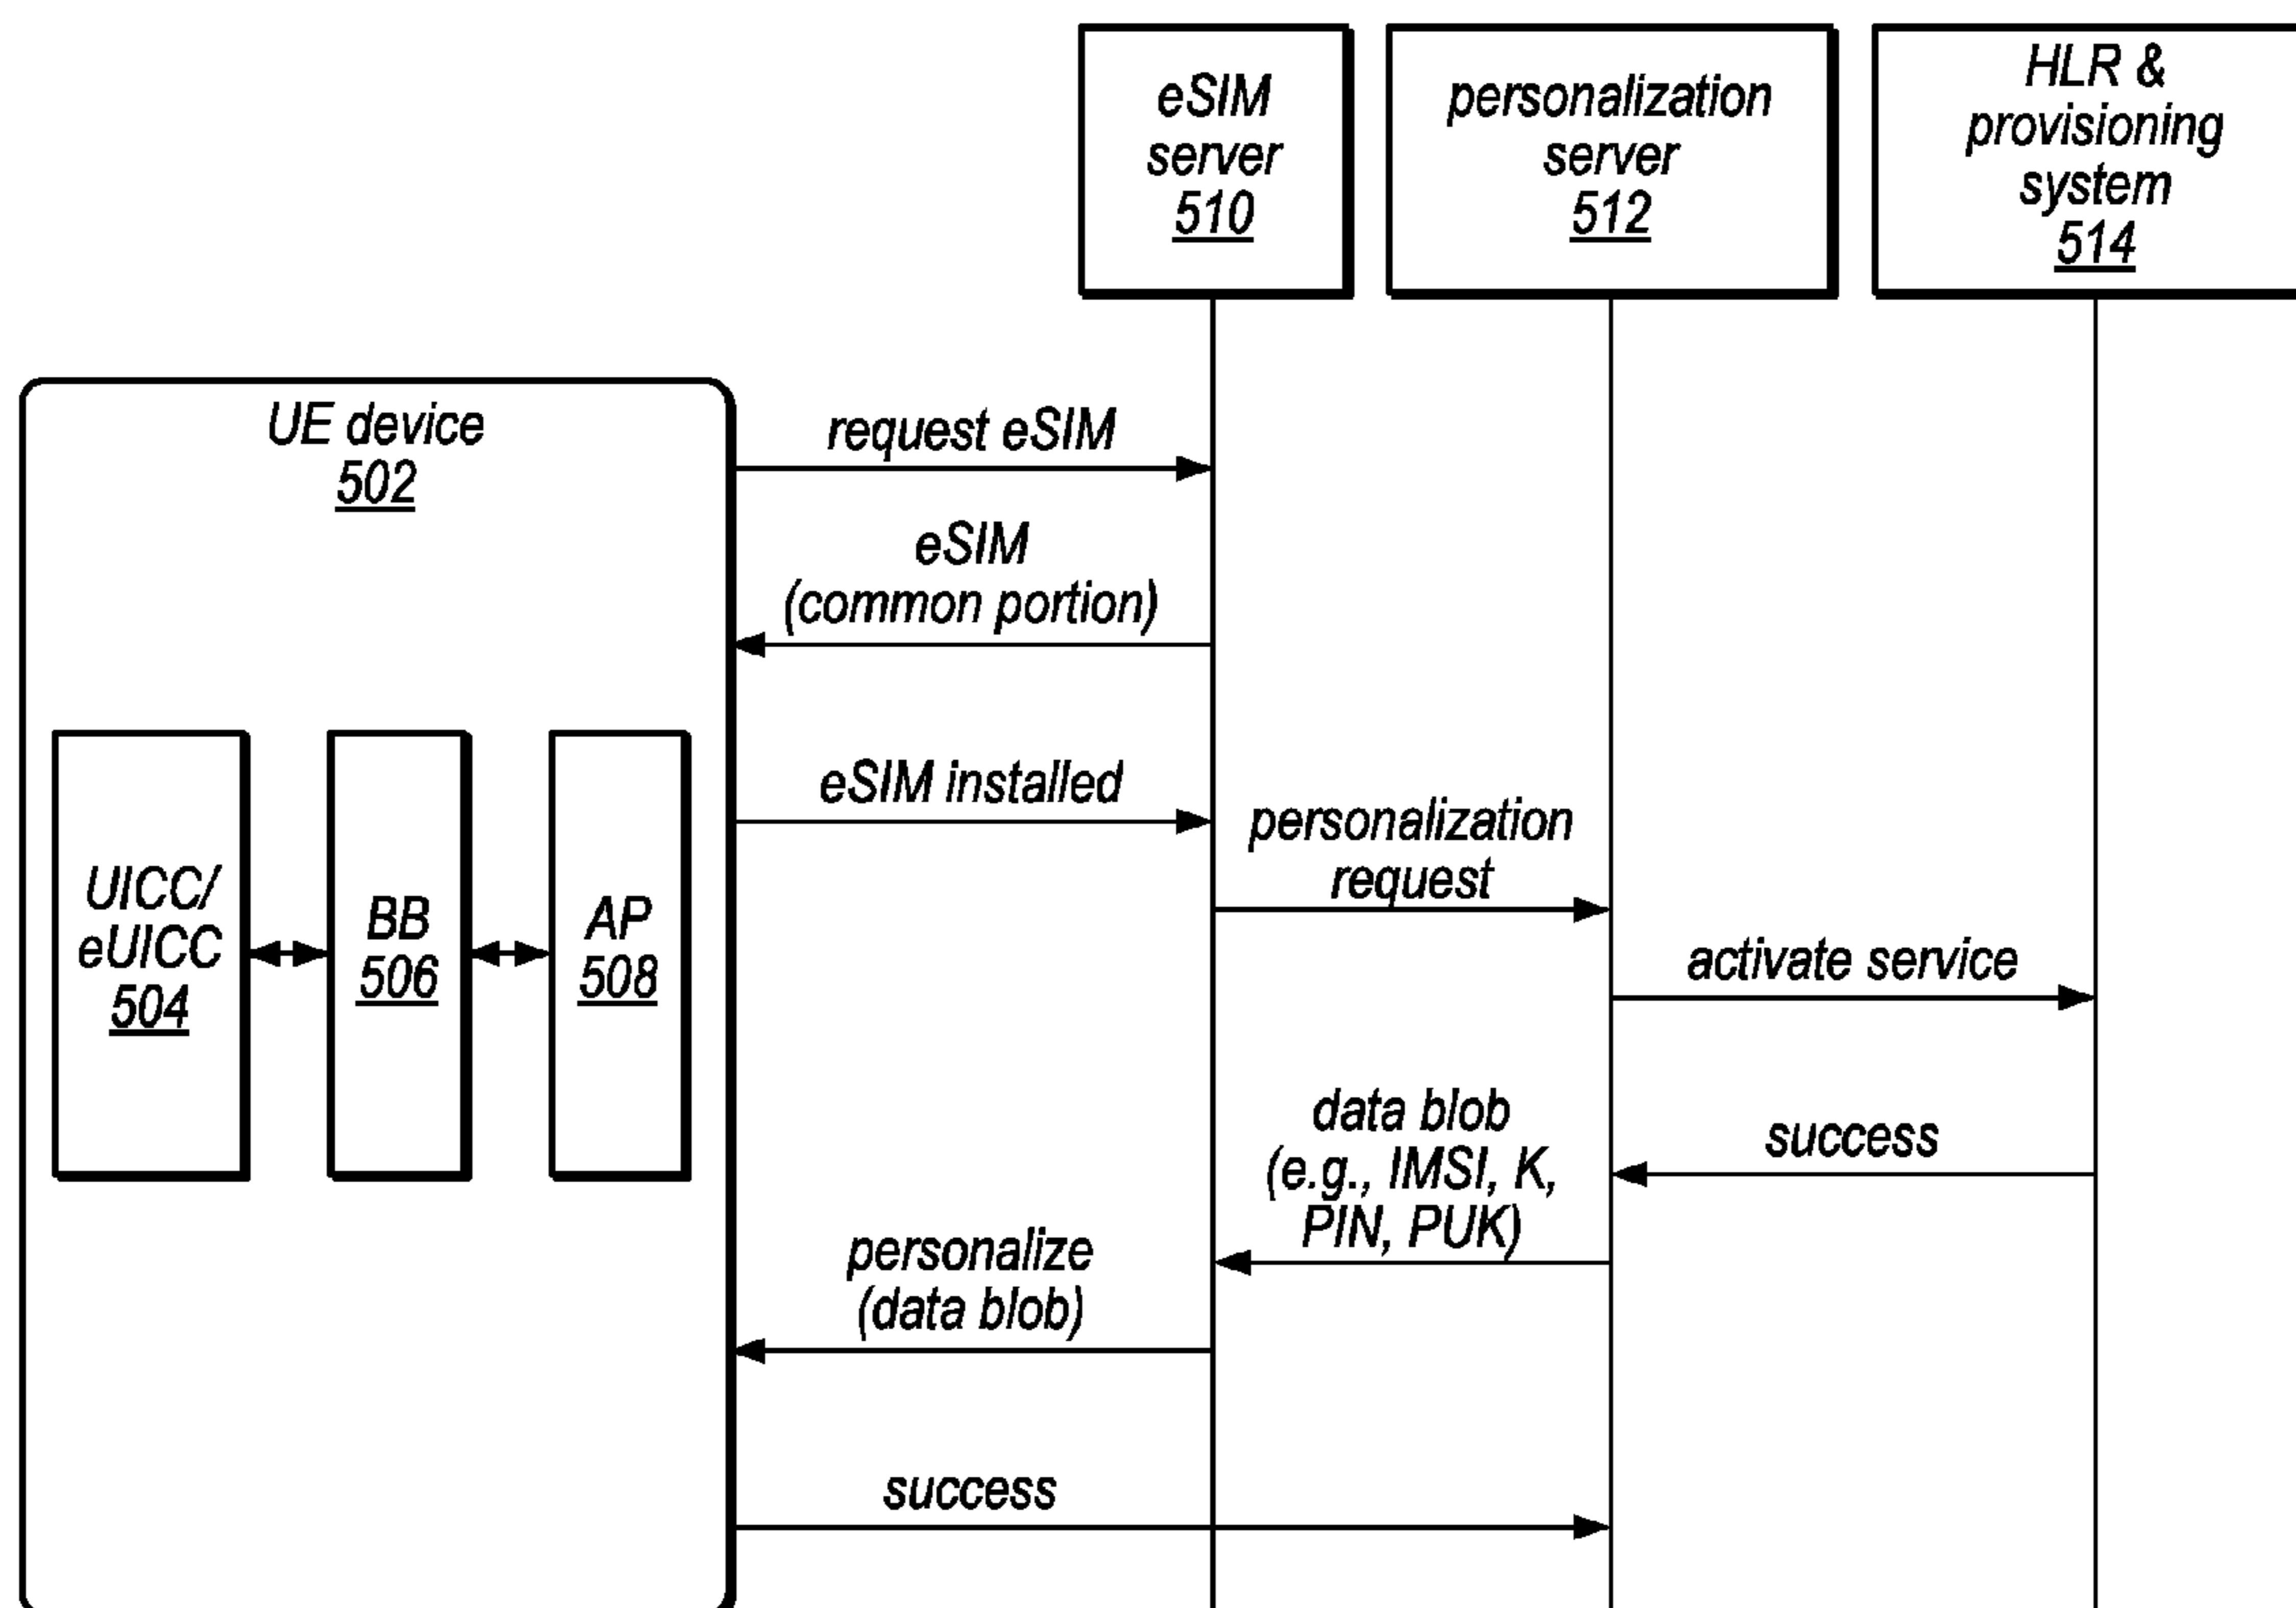 eSIM
server
510
personalization
server
512
HLR &
provisioning
system
514
UE device
502
request eSIM
eSIM
(common portion)
eSIM installed
personalization
request
UICC/
eUICC
504
BB
506
AP
508
activate service
data blob
(e.g., IMSI, K,
PIN, PUK)
success
personalize
(data blob)
success